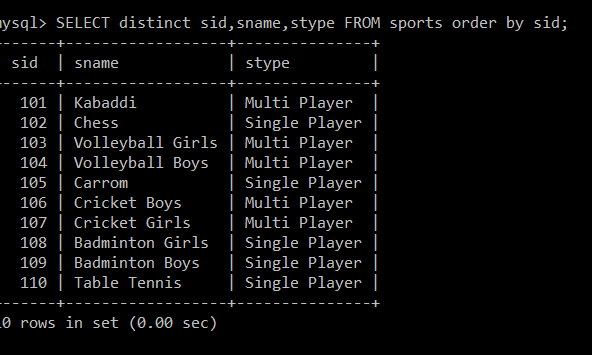 mysql> SELECT distinct sid,sname,stype FROM sports order by sid;
-------+-----------------+---------------+
  sid  | sname           | stype         |
-------+-----------------+---------------+
   101 | Kabaddi         | Multi Player  |
   102 | Chess           | Single Player |
   103 | Volleyball Girls | Multi Player  |
   104 | Volleyball Boys | Multi Player  |
   105 | Carrom          | Single Player |
   106 | Cricket Boys    | Multi Player  |
   107 | Cricket Girls   | Multi Player  |
   108 | Badminton Girls | Single Player |
   109 | Badminton Boys  | Single Player |
   110 | Table Tennis    | Single Player |
-------+-----------------+---------------+
10 rows in set (0.00 sec)